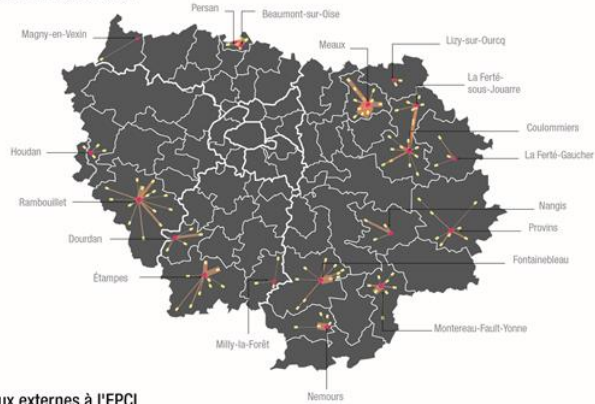 Persan
Beaumont-sur-Oise
Magny-en-Vexin
Meaux
Lizy-sur-Ourcq
La Ferté-
sous-Jouarre
Coulommiers
La Ferté-Gaucher
Houdan
Rambouillet
Nangis
Provins
Dourdan
Fontainebleau
Étampes
Montereau-Fault-Yonne
Milly-la-Forêt
Nemours
ux externes à l'EPCI